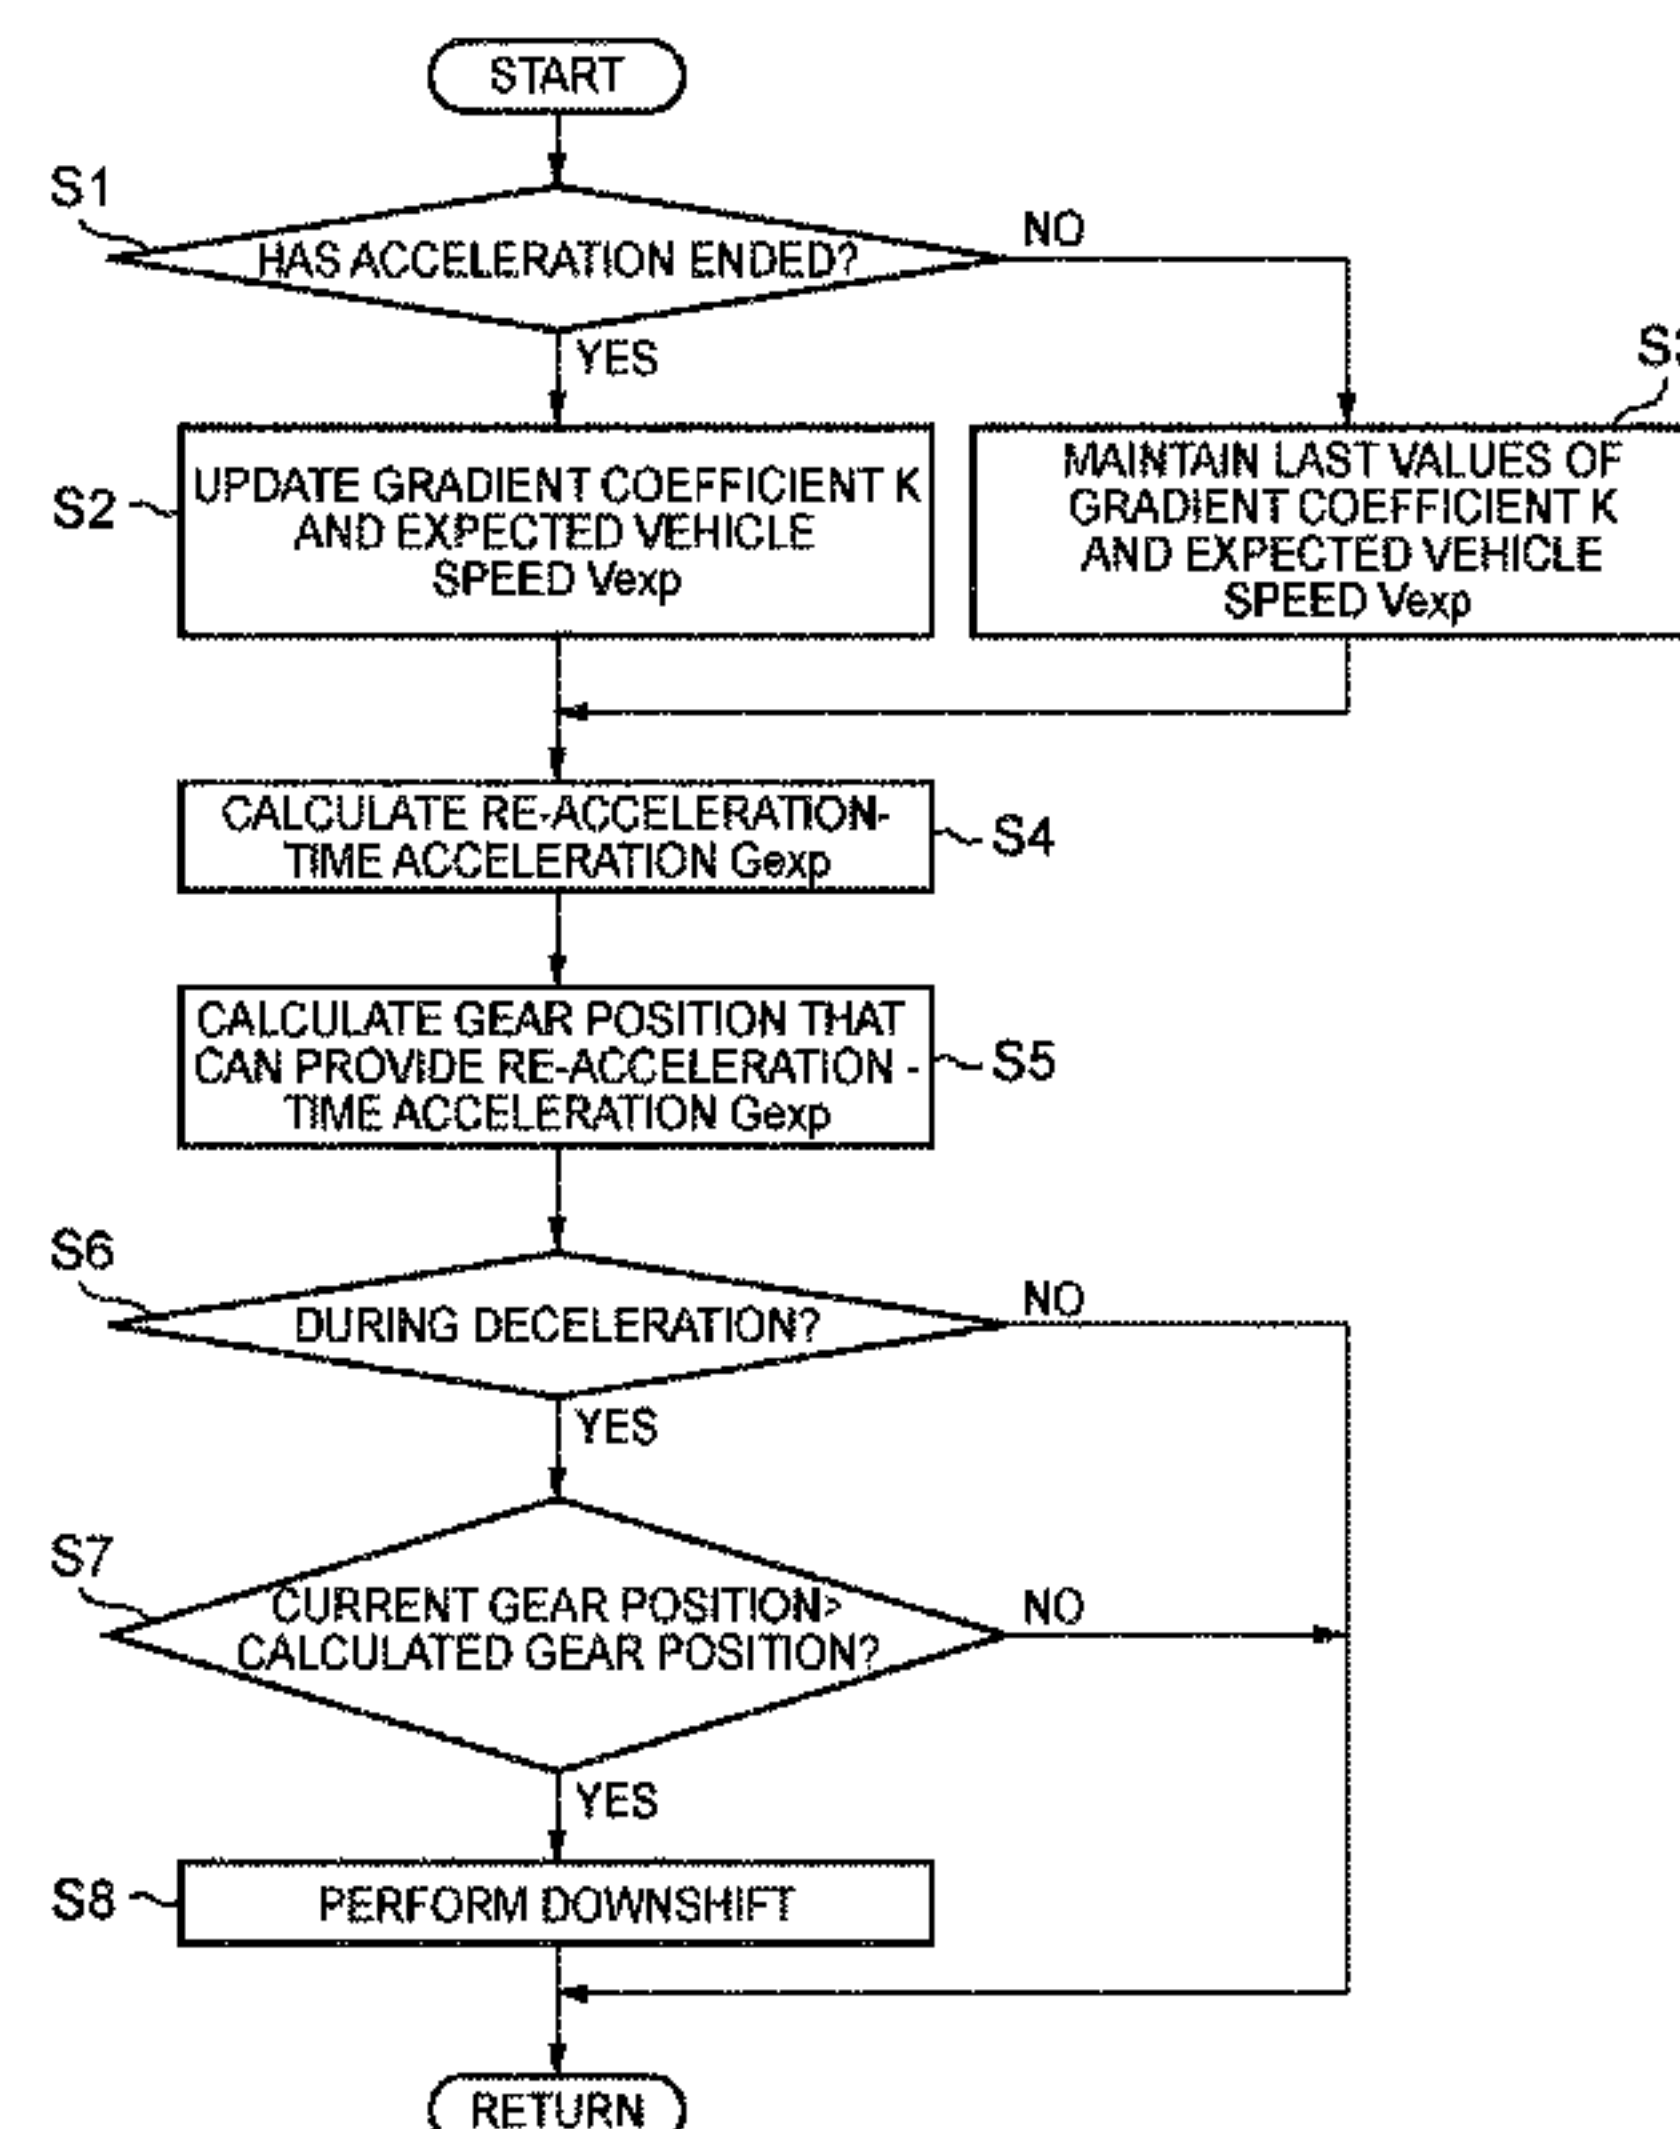 START
S1
HAS ACCELERATION ENDED?
NO
YES
S2
UPDATE GRADIENT COEFFICIENT K
AND EXPECTED VEHICLE
SPEED Vexp
MAINTAIN LAST VALUES OF
GRADIENT COEFFICIENT K
AND EXPECTED VEHICLE
SPEED Vexp
CALCULATE RE-ACCELERATION-
TIME ACCELERATION Gexp
S4
CALCULATE GEAR POSITION THAT
CAN PROVIDE RE-ACCELERATION -
TIME ACCELERATION Gexp
S5
S6
DURING DECELERATION?
NO
YES
S7
CURRENT GEAR POSITION>
CALCULATED GEAR POSITION?
NO
YES
S8
PERFORM DOWNSHIFT
RETURN